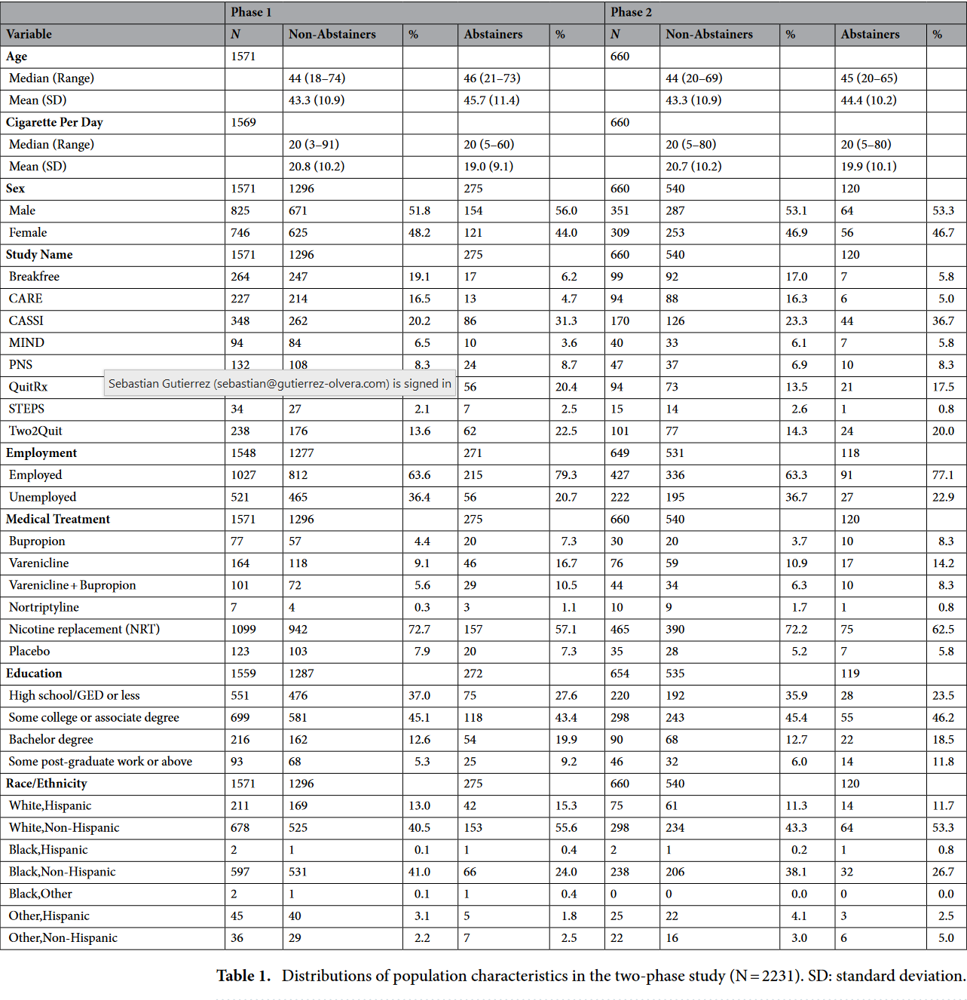 Phase 1 Phase 2
Variable N Non-Abstainers % Abstainers % N Non-Abstainers % Abstainers %
Age 1571 660
Median (Range) 44 (18–74) 46 (21–73) 44 (20–69) 45 (20–65)
Mean (SD) 43.3 (10.9) 45.7 (11.4) 43.3 (10.9) 44.4 (10.2)
Cigarette Per Day 1569 660
Median (Range) 20 (3–91) 20 (5–60) 20 (5–80) 20 (5–80)
Mean (SD) 20.8 (10.2) 19.0 (9.1) 20.7 (10.2) 19.9 (10.1)
Sex 1571 1296 275 660 540 120
Male 825 671 51.8 154 56.0 351 287 53.1 64 53.3
Female 746 625 48.2 121 44.0 309 253 46.9 56 46.7
Study Name 1571 1296 275 660 540 120
Breakfree 264 247 19.1 17 6.2 99 92 17.0 7 5.8
CARE 227 214 16.5 13 4.7 94 88 16.3 6 5.0
CASSI 348 262 20.2 86 31.3 170 126 23.3 44 36.7
MIND 94 84 6.5 10 3.6 40 33 6.1 7 5.8
PNS 132 108 8.3 24 8.7 47 37 6.9 10 8.3
Sebastian Gutierrez (sebastian@gutierrez-olvera.com) is signed in
QuitRx 56 20.4 94 73 13.5 21 17.5
STEPS 34 27 2.1 7 2.5 15 14 2.6 1 0.8
Two2Quit 238 176 13.6 62 22.5 101 77 14.3 24 20.0
Employment 1548 1277 271 649 531 118
Employed 1027 812 63.6 215 79.3 427 336 63.3 91 77.1
Unemployed 521 465 36.4 56 20.7 222 195 36.7 27 22.9
Medical Treatment 1571 1296 275 660 540 120
Bupropion 77 57 4.4 20 7.3 30 20 3.7 10 8.3
Varenicline 164 118 9.1 46 16.7 76 59 10.9 17 14.2
Varenicline + Bupropion 101 72 5.6 29 10.5 44 34 6.3 10 8.3
Nortriptyline 7 4 0.3 3 1.1 10 9 1.7 1 0.8
Nicotine replacement (NRT) 1099 942 72.7 157 57.1 465 390 72.2 75 62.5
Placebo 123 103 7.9 20 7.3 35 28 5.2 7 5.8
Education 1559 1287 272 654 535 119
High school/GED or less 551 476 37.0 75 27.6 220 192 35.9 28 23.5
Some college or associate degree 699 581 45.1 118 43.4 298 243 45.4 55 46.2
Bachelor degree 216 162 12.6 54 19.9 90 68 12.7 22 18.5
Some post-graduate work or above 93 68 5.3 25 9.2 46 32 6.0 14 11.8
Race/Ethnicity 1571 1296 275 660 540 120
White,Hispanic 211 169 13.0 42 15.3 75 61 11.3 14 11.7
White,Non-Hispanic 678 525 40.5 153 55.6 298 234 43.3 64 53.3
Black,Hispanic 2 1 0.1 1 0.4 2 1 0.2 1 0.8
Black,Non-Hispanic 597 531 41.0 66 24.0 238 206 38.1 32 26.7
Black,Other 2 1 0.1 1 0.4 0 0 0.0 0 0.0
Other,Hispanic 45 40 3.1 5 1.8 25 22 4.1 3 2.5
Other,Non-Hispanic 36 29 2.2 7 2.5 22 16 3.0 6 5.0
Table 1. Distributions of population characteristics in the two-phase study (N = 2231). SD: standard deviation.